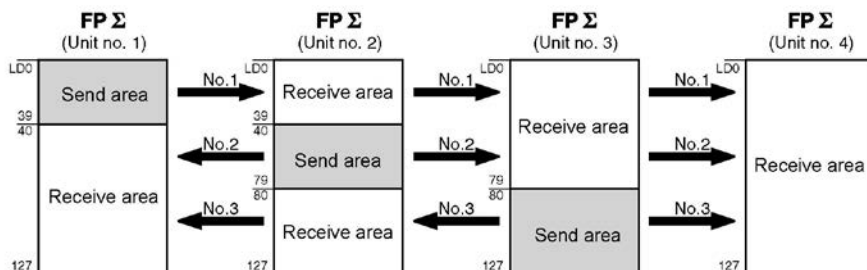 FP Σ FP Σ FP Σ FP Σ
(Unit no. 1) (Unit no. 2) (Unit no. 3) (Unit no. 4)
LD0 LD0 LD0 LD0
Send area No.1 Receive area No.1 No.1
39 39
40 40 Receive area
No.2 Send area No.2 No.2 Receive area
Receive area 79 79
80 80
No.3 Receive area No.3 Send area No.3
127 127 127 127